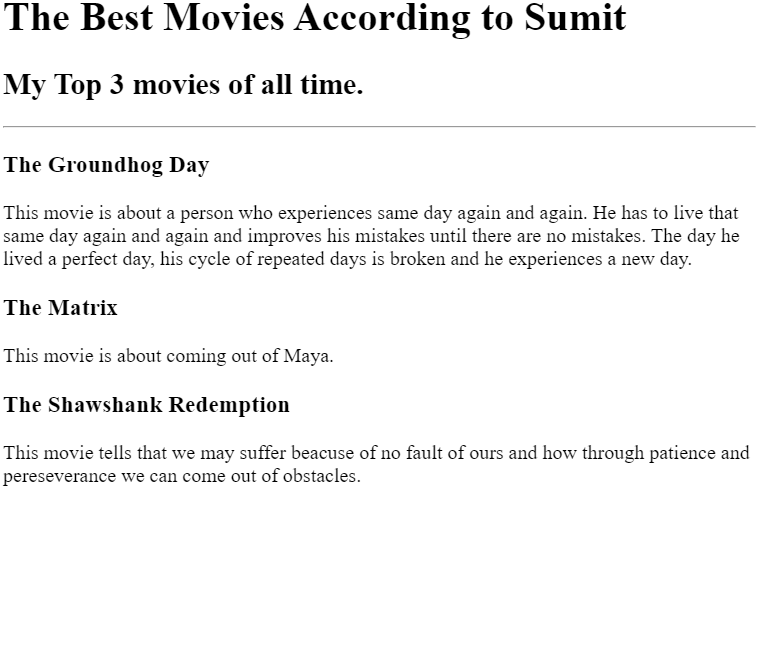 The Best Movies According to Sumit
My Top 3 movies of all time.
The Groundhog Day
This movie is about a person who experiences same day again and again. He has to live that
same day again and again and improves his mistakes until there are no mistakes. The day he
lived a perfect day, his cycle of repeated days is broken and he experiences a new day.
The Matrix
This movie is about coming out of Maya.
The Shawshank Redemption
This movie tells that we may suffer beacuse of no fault of ours and how through patience and
pereseverance we can come out of obstacles.